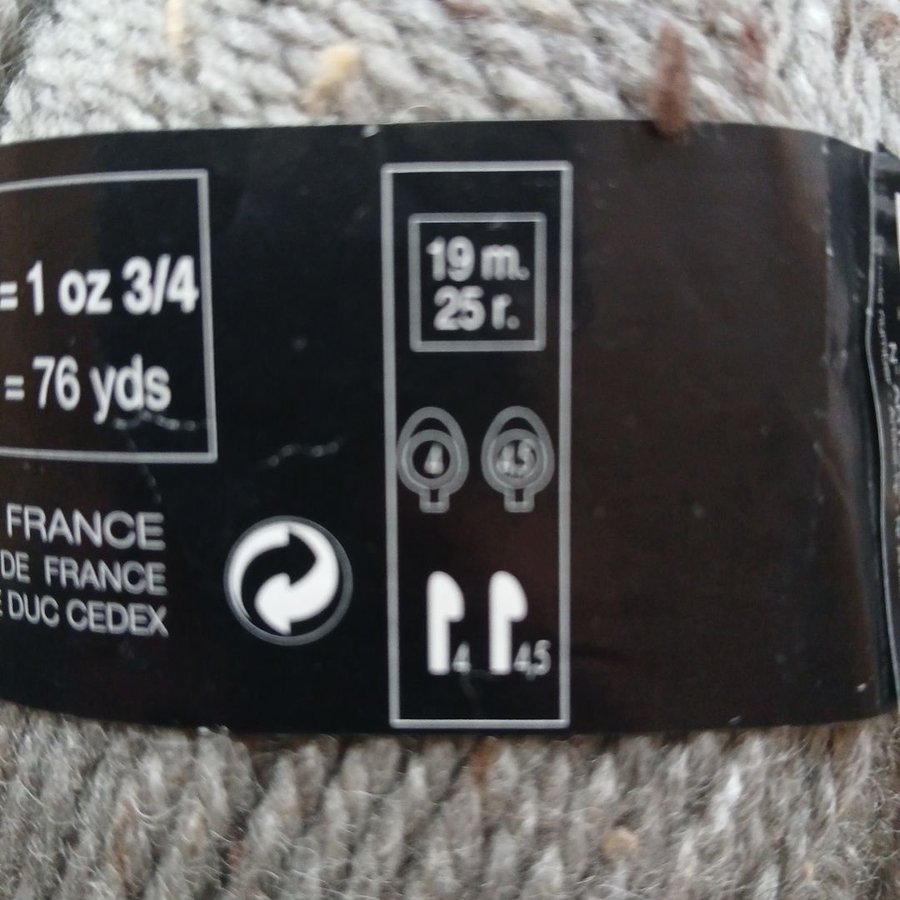 = 1 oz 3/4
= 76 yds
FRANCE
DE FRANCE
DUC CEDEX
19 m.
25 r.
4 4,5
4 4,5